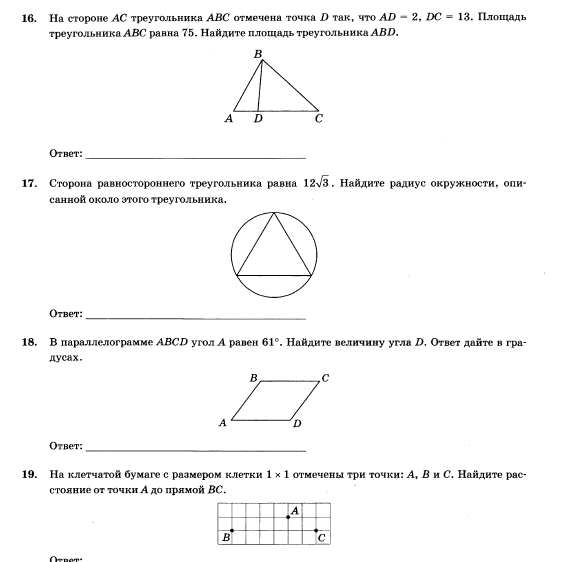 16. На стороне AC треугольника ABC отмечена точка D так, что AD = 2, DC = 13. Площадь
треугольника ABC равна 75. Найдите площадь треугольника ABD.
B
A D C
Ответ:
17. Сторона равностороннего треугольника равна 12√3. Найдите радиус окружности, опи-
санной около этого треугольника.
Ответ:
18. В параллелограмме ABCD угол A равен 61°. Найдите величину угла D. Ответ дайте в гра-
дусах.
B C
A D
Ответ:
19. На клетчатой бумаге с размером клетки 1 × 1 отмечены три точки: A, B и C. Найдите рас-
стояние от точки A до прямой BC.
A
B C
Ответ: